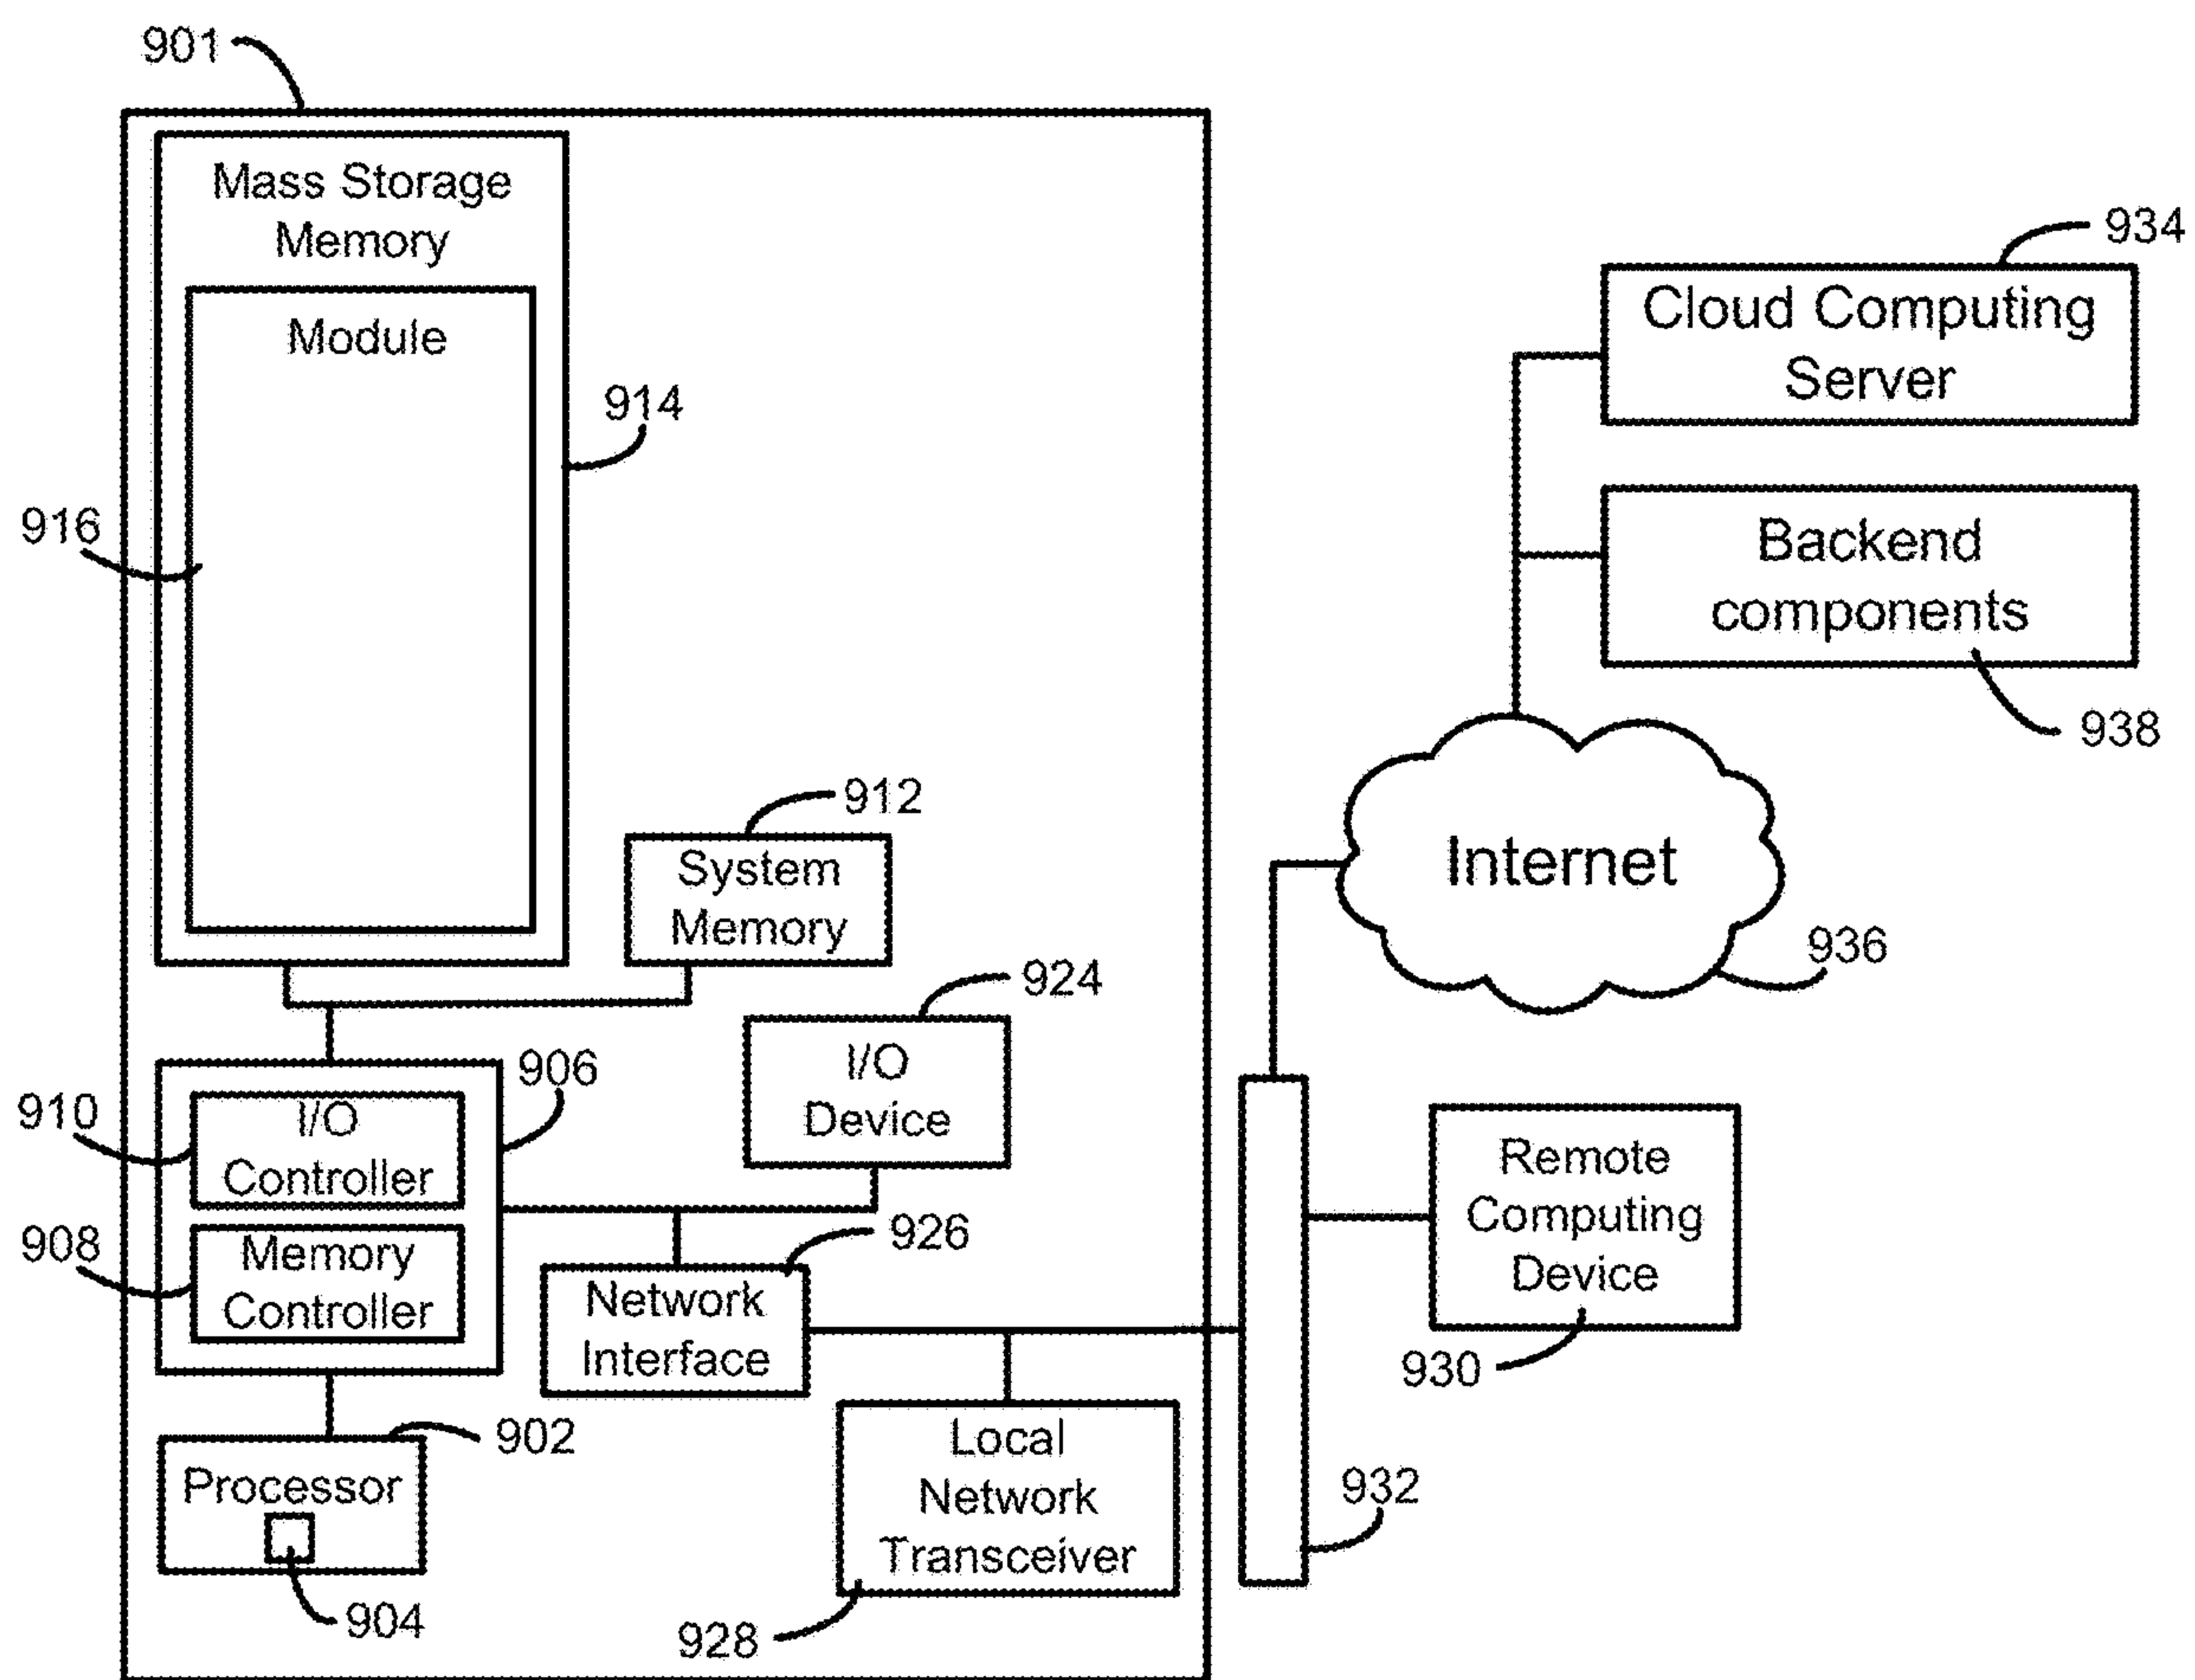 901
Mass Storage
Memory
Module
914
916
934
Cloud Computing
Server
Backend
components
938
912
System
Memory
Internet
936
924
I/O
Device
906
910
I/O
Controller
908
Memory
Controller
926
Network
Interface
Remote
Computing
Device
930
902
Processor
904
Local
Network
Transceiver
928
932